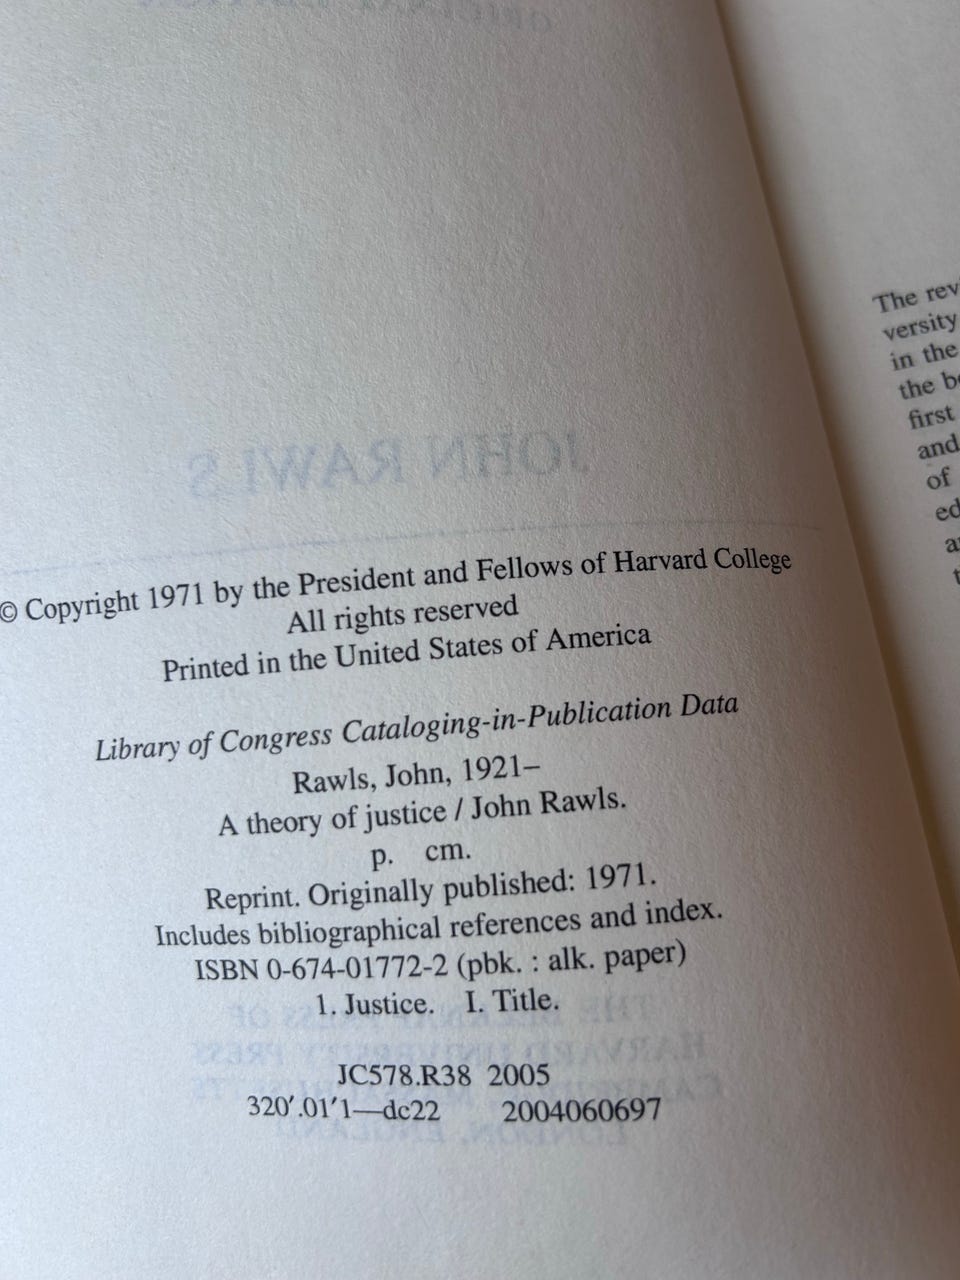 © Copyright 1971 by the President and Fellows of Harvard College
All rights reserved
Printed in the United States of America
Library of Congress Cataloging-in-Publication Data
Rawls, John, 1921–
A theory of justice / John Rawls.
p. cm.
Reprint. Originally published: 1971.
Includes bibliographical references and index.
ISBN 0-674-01772-2 (pbk. : alk. paper)
1. Justice. I. Title.
JC578.R38 2005
320′.01′1—dc22 2004060697
JOHN RAWLS
The rev
versity
in the
the
first
and
of